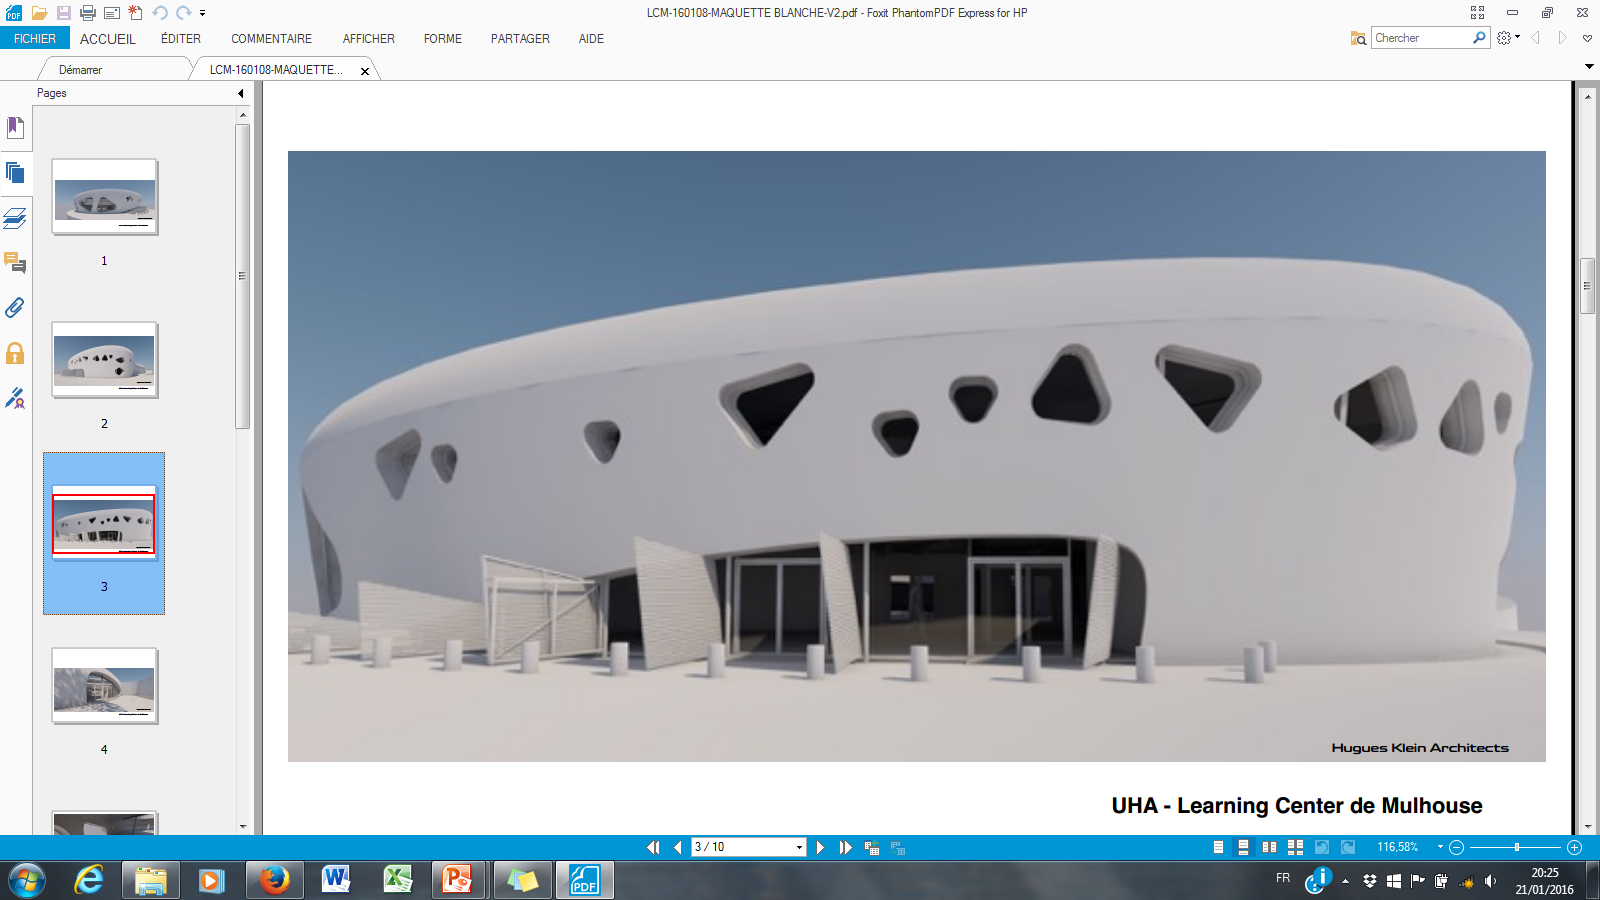 LCM-160108-MAQUETTE BLANCHE-V2.pdf - Foxit PhantomPDF Express for HP
FICHIER ACCUEIL ÉDITER COMMENTAIRE AFFICHER FORME PARTAGER AIDE Chercher
Démarrer LCM-160108-MAQUETTE...
Pages
1
2
3
4
Hugues Klein Architects
UHA - Learning Center de Mulhouse
3 / 10 116,58%
FR 20:25
21/01/2016